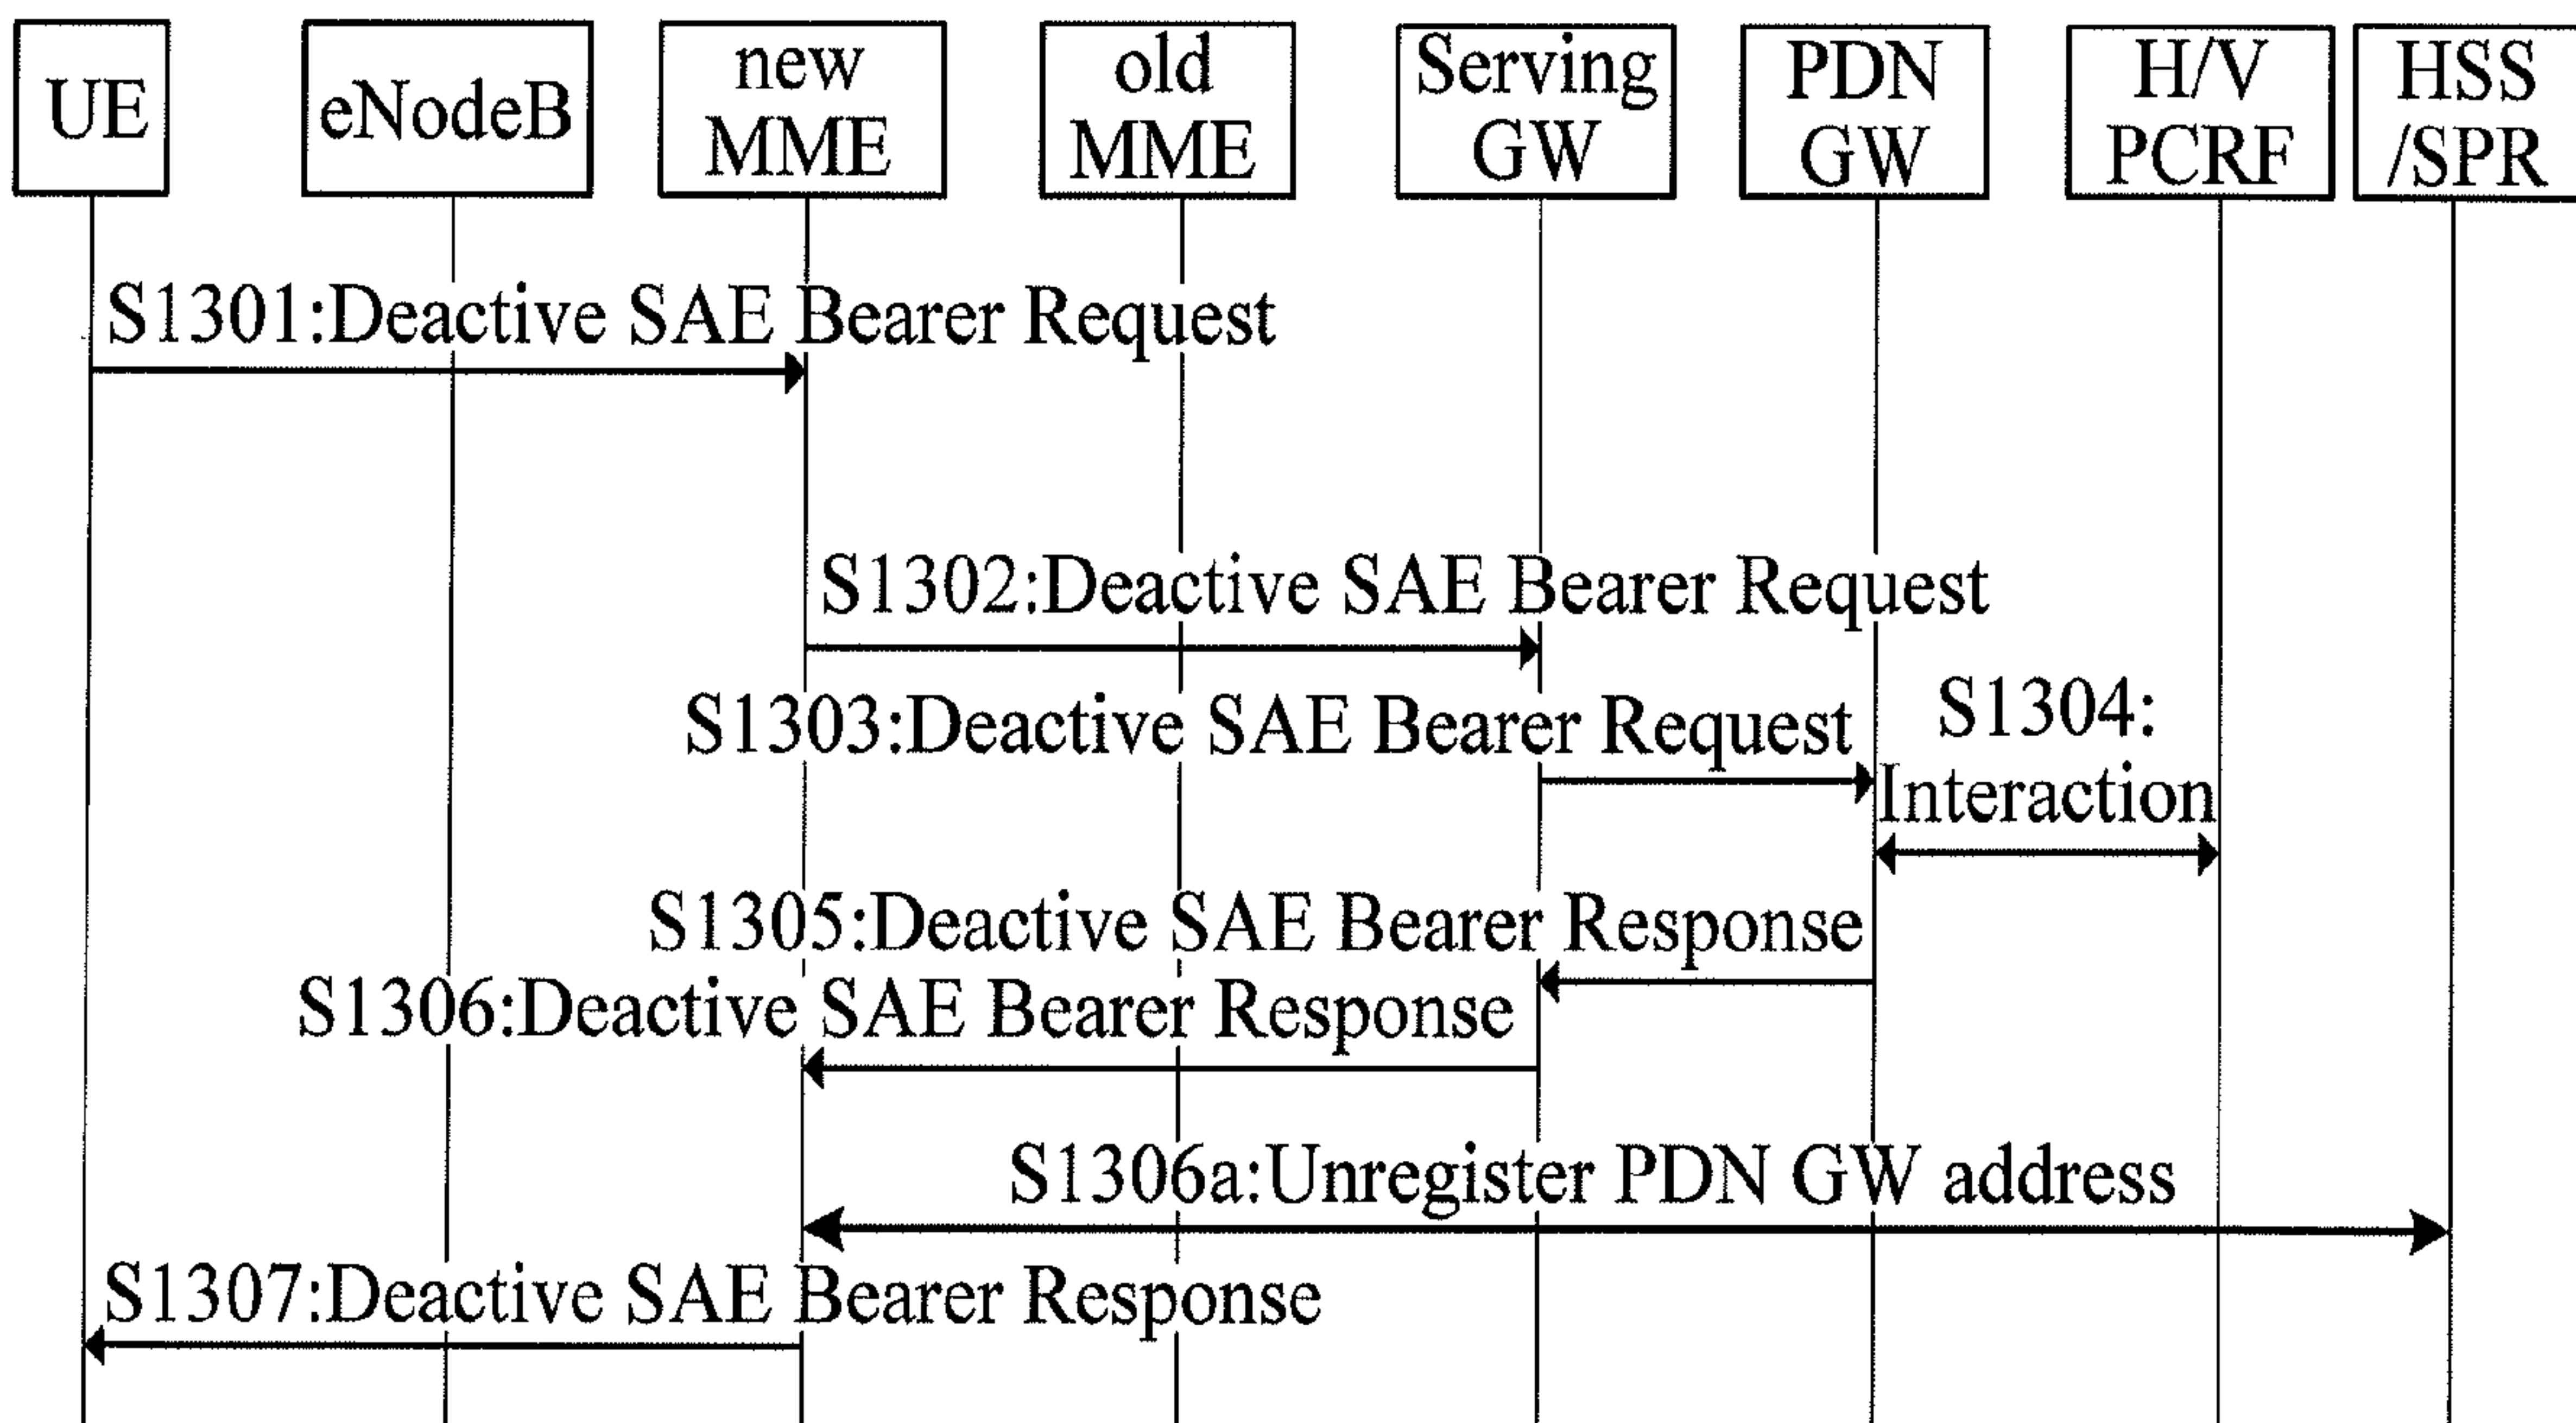 UE
eNodeB
new
MME
old
MME
Serving
GW
PDN
GW
H/V
PCRF
HSS
/SPR
S1301:Deactive SAE Bearer Request
S1302:Deactive SAE Bearer Request
S1303:Deactive SAE Bearer Request
S1304:
Interaction
S1305:Deactive SAE Bearer Response
S1306:Deactive SAE Bearer Response
S1306a:Unregister PDN GW address
S1307:Deactive SAE Bearer Response